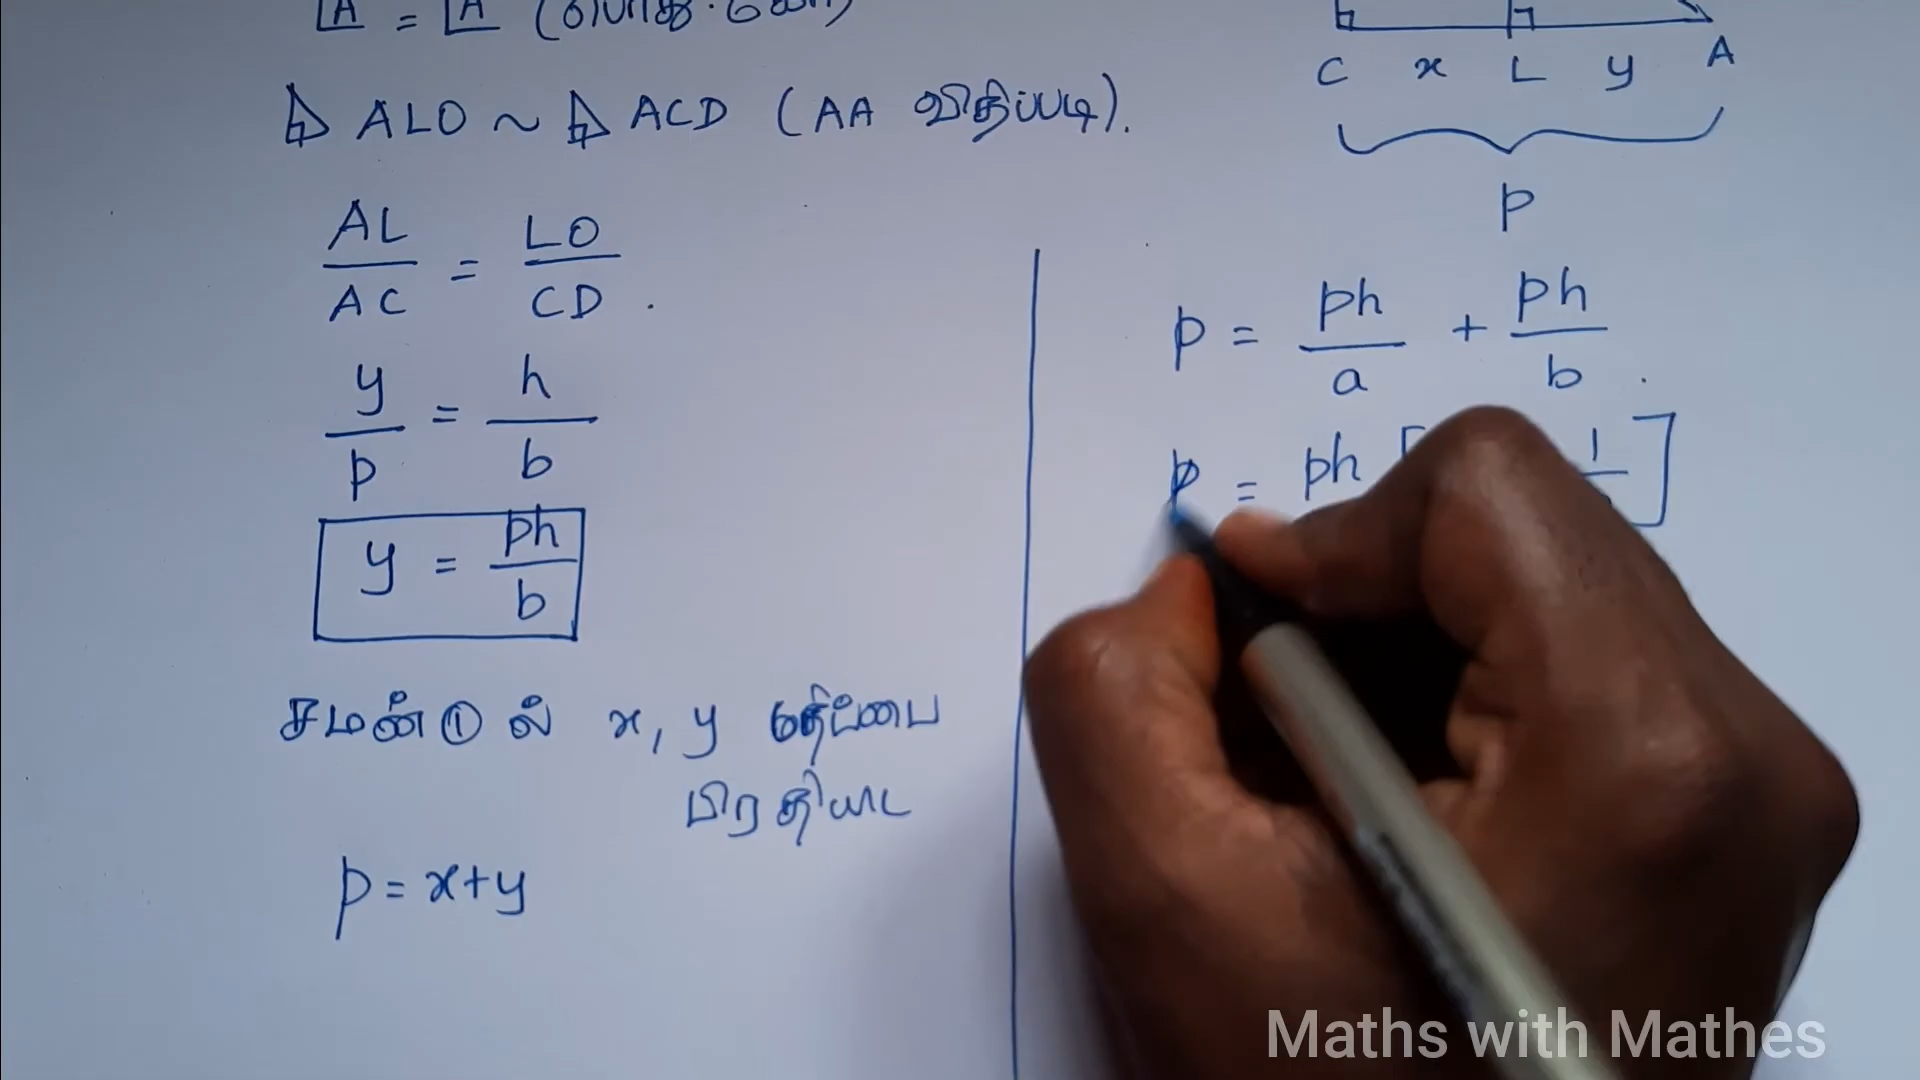 ∠A = ∠A
⊿ ALO ~ ⊿ ACD (AA விதிப்படி).
AL/AC = LO/CD.
y/p = h/b
y = ph/b
சமன் ① ல் x, y மதிப்பை
பிரதியிட
p = x+y
C x L y A
p
p = ph/a + ph/b.
p = ph [ 1 ]
Maths with Mathes